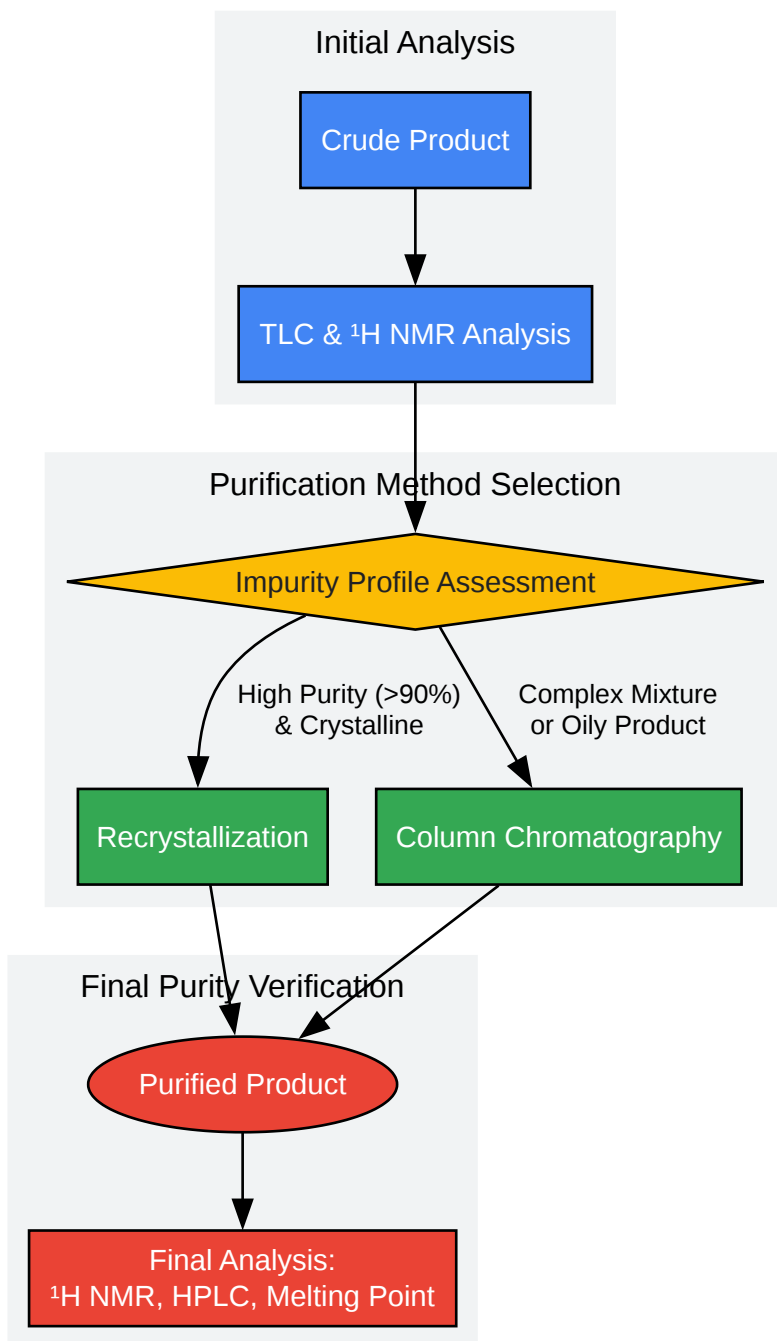 Initial Analysis
Crude Product
TLC & ¹H NMR Analysis
Purification Method Selection
Impurity Profile Assessment
High Purity (>90%)
& Crystalline
Complex Mixture
or Oily Product
Recrystallization
Column Chromatography
Final Purity Verification
Purified Product
Final Analysis:
¹H NMR, HPLC, Melting Point